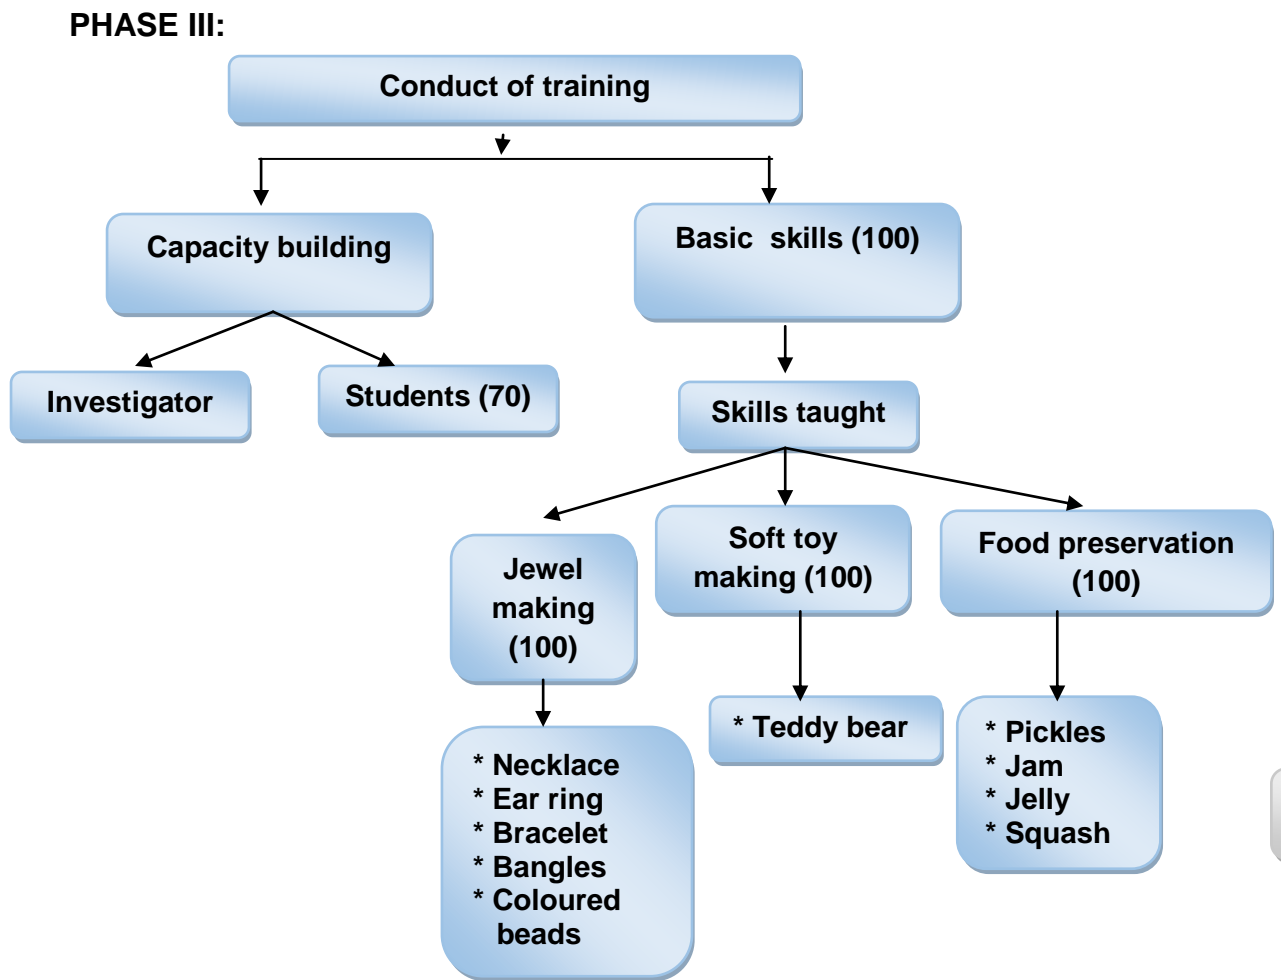 PHASE III:
Conduct of training
Capacity building
Basic skills (100)
Investigator
Students (70)
Skills taught
Jewel
making
(100)
Soft toy
making (100)
Food preservation
(100)
* Necklace
* Ear ring
* Bracelet
* Bangles
* Coloured
beads
* Teddy bear
* Pickles
* Jam
* Jelly
* Squash